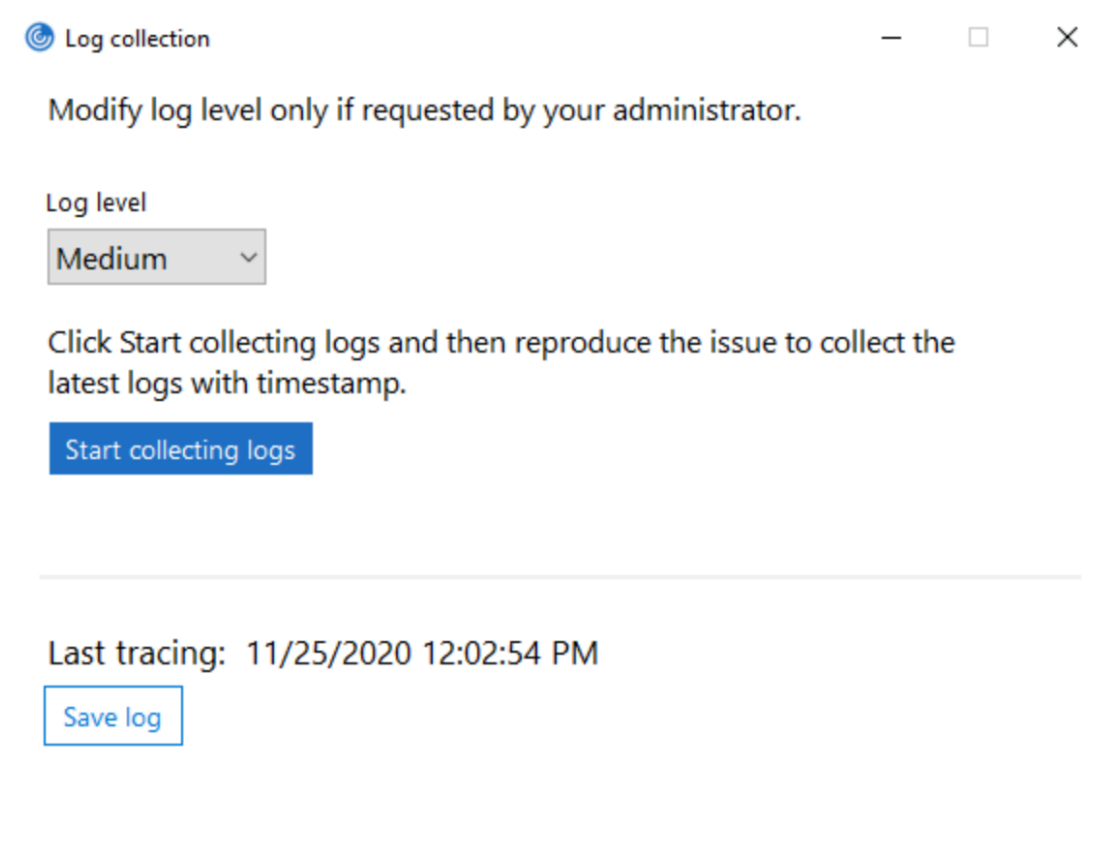 Log collection
Modify log level only if requested by your administrator.
Log level
Medium
Click Start collecting logs and then reproduce the issue to collect the
latest logs with timestamp.
Start collecting logs
Last tracing: 11/25/2020 12:02:54 PM
Save log